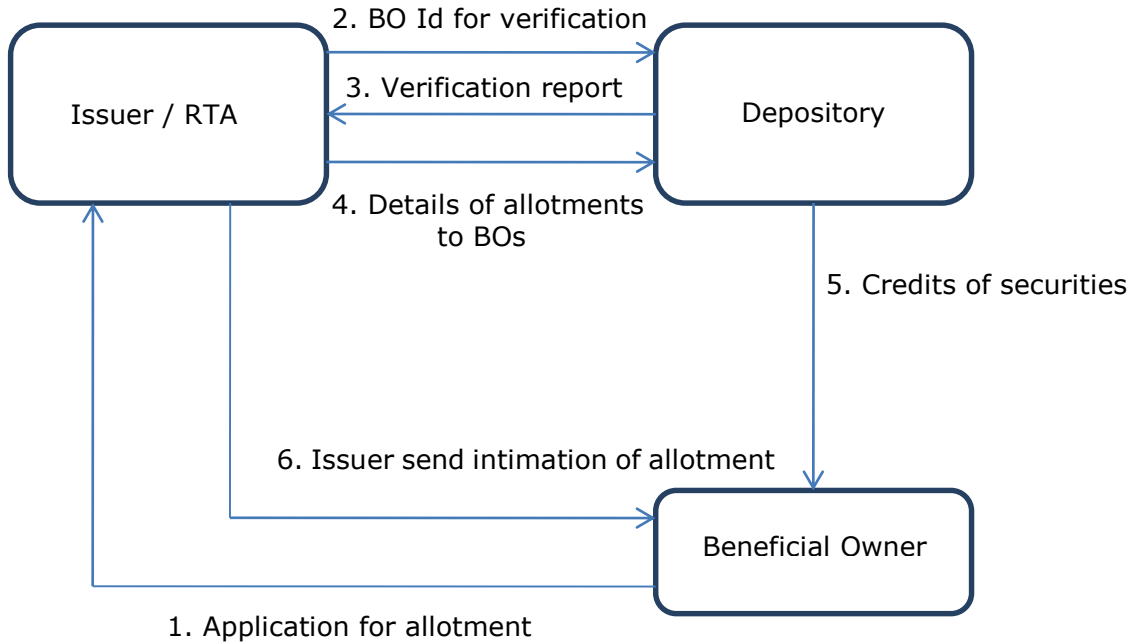 2. BO Id for verification
3. Verification report
Issuer / RTA
Depository
4. Details of allotments
to BOs
5. Credits of securities
6. Issuer send intimation of allotment
Beneficial Owner
1. Application for allotment